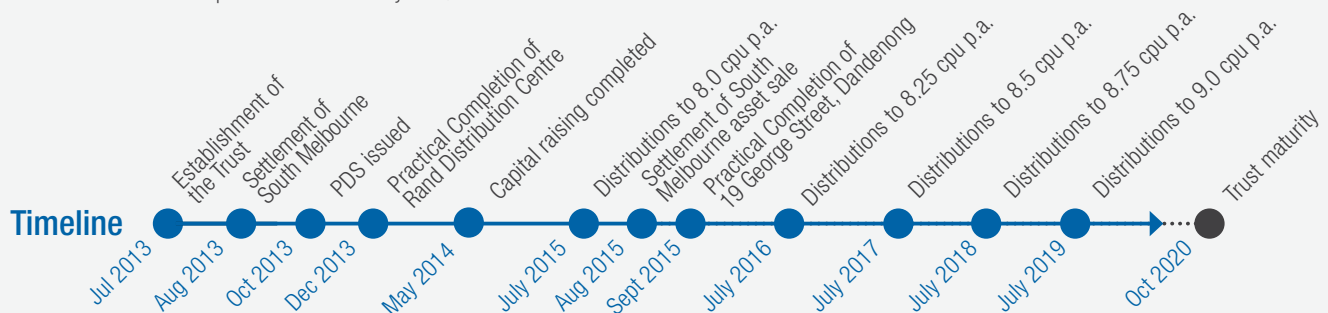 Establishment of
the Trust
Settlement of
South Melbourne
PDS issued
Practical Completion of
Rand Distribution Centre
Capital raising completed
Distributions to 8.0 cpu p.a.
Settlement of South
Melbourne asset sale
Practical Completion of
19 George Street, Dandenong
Distributions to 8.25 cpu p.a.
Distributions to 8.5 cpu p.a.
Distributions to 8.75 cpu p.a.
Distributions to 9.0 cpu p.a.
Trust maturity
Timeline
Jul 2013
Aug 2013
Oct 2013
Dec 2013
May 2014
July 2015
Aug 2015
Sept 2015
July 2016
July 2017
July 2018
July 2019
Oct 2020